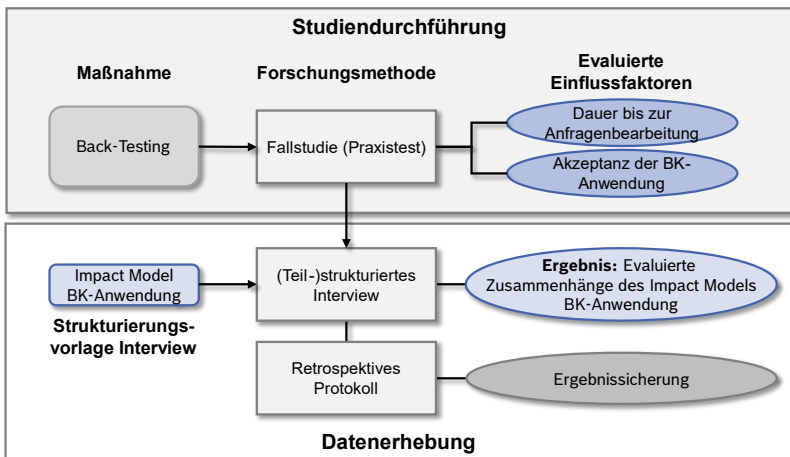 Studiendurchführung
Maßnahme
Forschungsmethode
Evaluierte
Einflussfaktoren
Back-Testing
Fallstudie (Praxistest)
Dauer bis zur
Anfragenbearbeitung
Akzeptanz der BK-
Anwendung
Impact Model
BK-Anwendung
Strukturierungs-
vorlage Interview
(Teil-)strukturiertes
Interview
Ergebnis: Evaluierte
Zusammenhänge des Impact Models
BK-Anwendung
Retrospektives
Protokoll
Ergebnissicherung
Datenerhebung